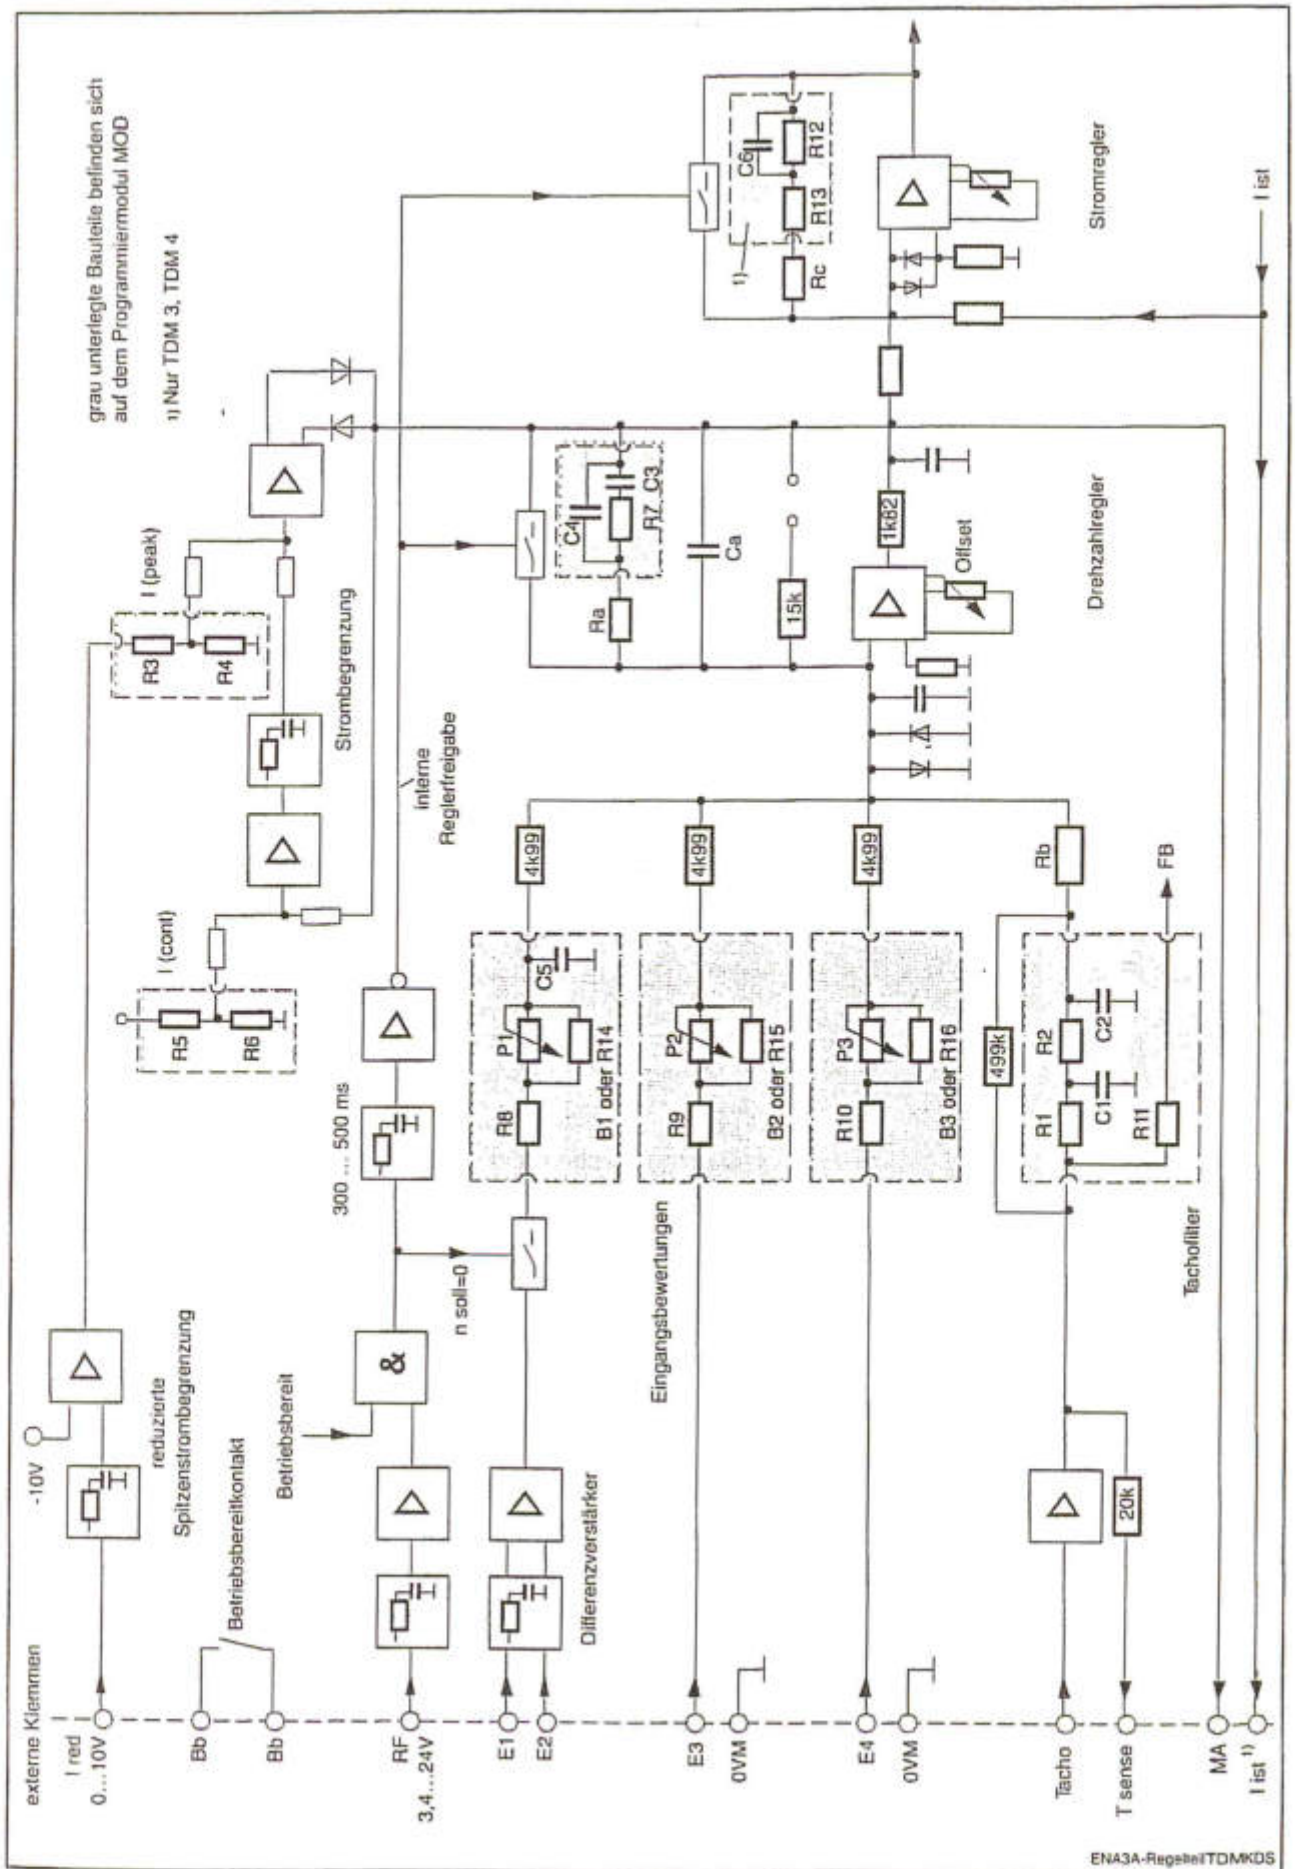 externe Klemmen
I red
0...10V
-10V
reduzierte
Spitzenstrombegrenzung
Bb
Bb
Betriebsbereitkontakt
Betriebsbereit
RF
3,4...24V
&
300 ... 500 ms
n soll=0
E1
E2
Differenzverstärker
E3
0VM
E4
0VM
Eingangsbewertungen
Tacho
T sense
20k
MA
I ist 1)
R3
R4
I (peak)
R5
R6
I (cont)
Strombegrenzung
interne
Reglerfreigabe
R8
P1
C5
B1 oder R14
4k99
R9
P2
B2 oder R15
4k99
R10
P3
B3 oder R16
4k99
499k
R1
R2
C1
C2
R11
Rb
FB
Tachofilter
C4
R7
C3
Ra
Ca
15k
1k82
Offset
Drehzahlregler
C6
R12
R13
1)
Rc
Stromregler
I ist
grau unterlegte Bauteile befinden sich
auf dem Programmiermodul MOD
1) Nur TDM 3, TDM 4
ENA3A-RegelteilTDMKDS